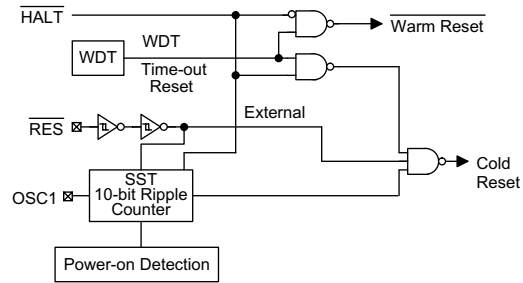 HALT
WDT
WDT
Time-out
Reset
Warm Reset
RES
External
Cold
Reset
OSC1
SST
10-bit Ripple
Counter
Power-on Detection